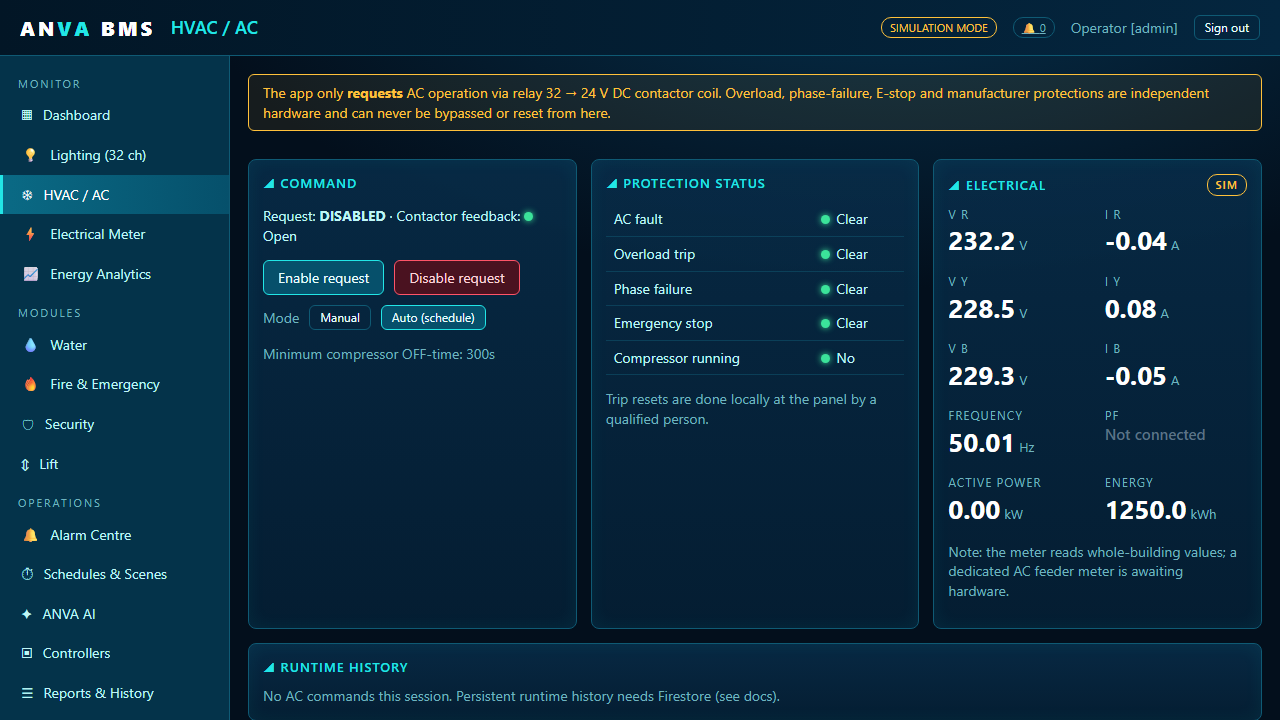 ANVA BMS
HVAC / AC
SIMULATION MODE
0
Operator [admin]
Sign out
MONITOR
Dashboard
Lighting (32 ch)
HVAC / AC
Electrical Meter
Energy Analytics
MODULES
Water
Fire & Emergency
Security
Lift
OPERATIONS
Alarm Centre
Schedules & Scenes
ANVA AI
Controllers
Reports & History
The app only requests AC operation via relay 32 → 24 V DC contactor coil. Overload, phase-failure, E-stop and manufacturer protections are independent
hardware and can never be bypassed or reset from here.
COMMAND
Request: DISABLED · Contactor feedback:
Open
Enable request
Disable request
Mode
Manual
Auto (schedule)
Minimum compressor OFF-time: 300s
PROTECTION STATUS
AC fault Clear
Overload trip Clear
Phase failure Clear
Emergency stop Clear
Compressor running No
Trip resets are done locally at the panel by a
qualified person.
ELECTRICAL
SIM
V R
232.2 V
I R
-0.04 A
V Y
228.5 V
I Y
0.08 A
V B
229.3 V
I B
-0.05 A
FREQUENCY
50.01 Hz
PF
Not connected
ACTIVE POWER
0.00 kW
ENERGY
1250.0 kWh
Note: the meter reads whole-building values; a
dedicated AC feeder meter is awaiting
hardware.
RUNTIME HISTORY
No AC commands this session. Persistent runtime history needs Firestore (see docs).